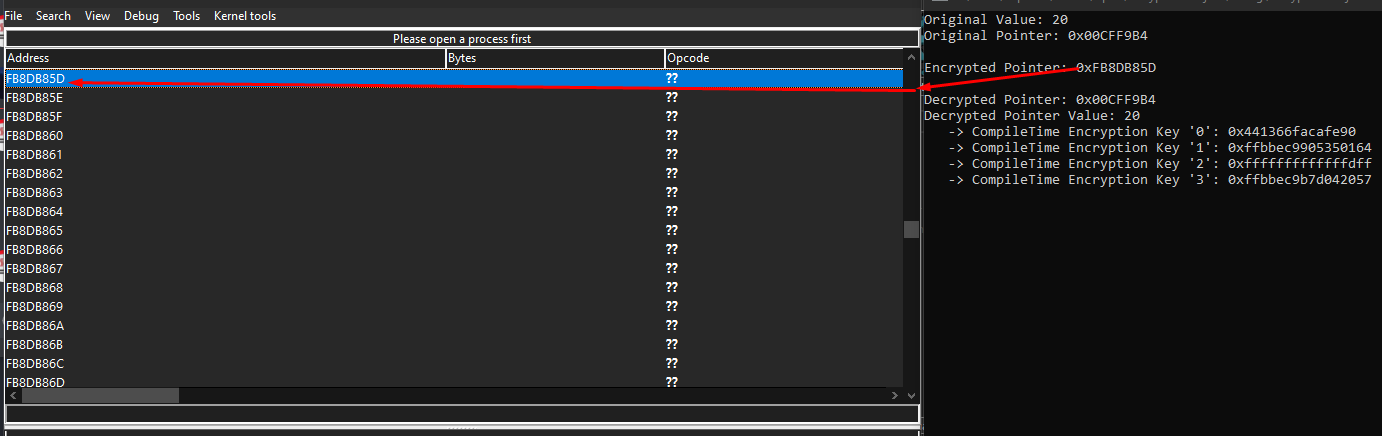 File Search View Debug Tools Kernel tools
Please open a process first
Address Bytes Opcode
FB8DB85D ??
FB8DB85E ??
FB8DB85F ??
FB8DB860 ??
FB8DB861 ??
FB8DB862 ??
FB8DB863 ??
FB8DB864 ??
FB8DB865 ??
FB8DB866 ??
FB8DB867 ??
FB8DB868 ??
FB8DB869 ??
FB8DB86A ??
FB8DB86B ??
FB8DB86C ??
FB8DB86D ??
Original Value: 20
Original Pointer: 0x00CFF9B4
Encrypted Pointer: 0xFB8DB85D
Decrypted Pointer: 0x00CFF9B4
Decrypted Pointer Value: 20
-> CompileTime Encryption Key '0': 0x441366facafe90
-> CompileTime Encryption Key '1': 0xffbbec9905350164
-> CompileTime Encryption Key '2': 0xfffffffffffffdff
-> CompileTime Encryption Key '3': 0xffbbec9b7d042057